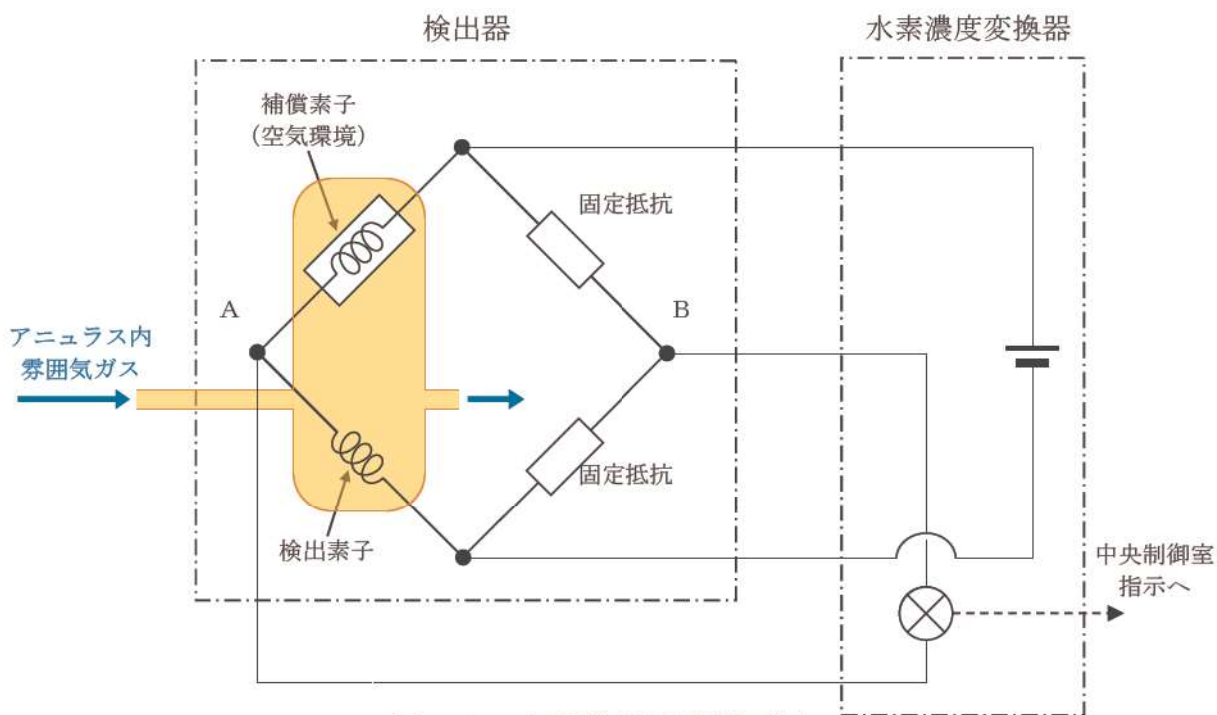 検出器
水素濃度変換器
補償素子
(空気環境)
固定抵抗
A
B
アニュラス内
雰囲気ガス
固定抵抗
検出素子
中央制御室
指示へ